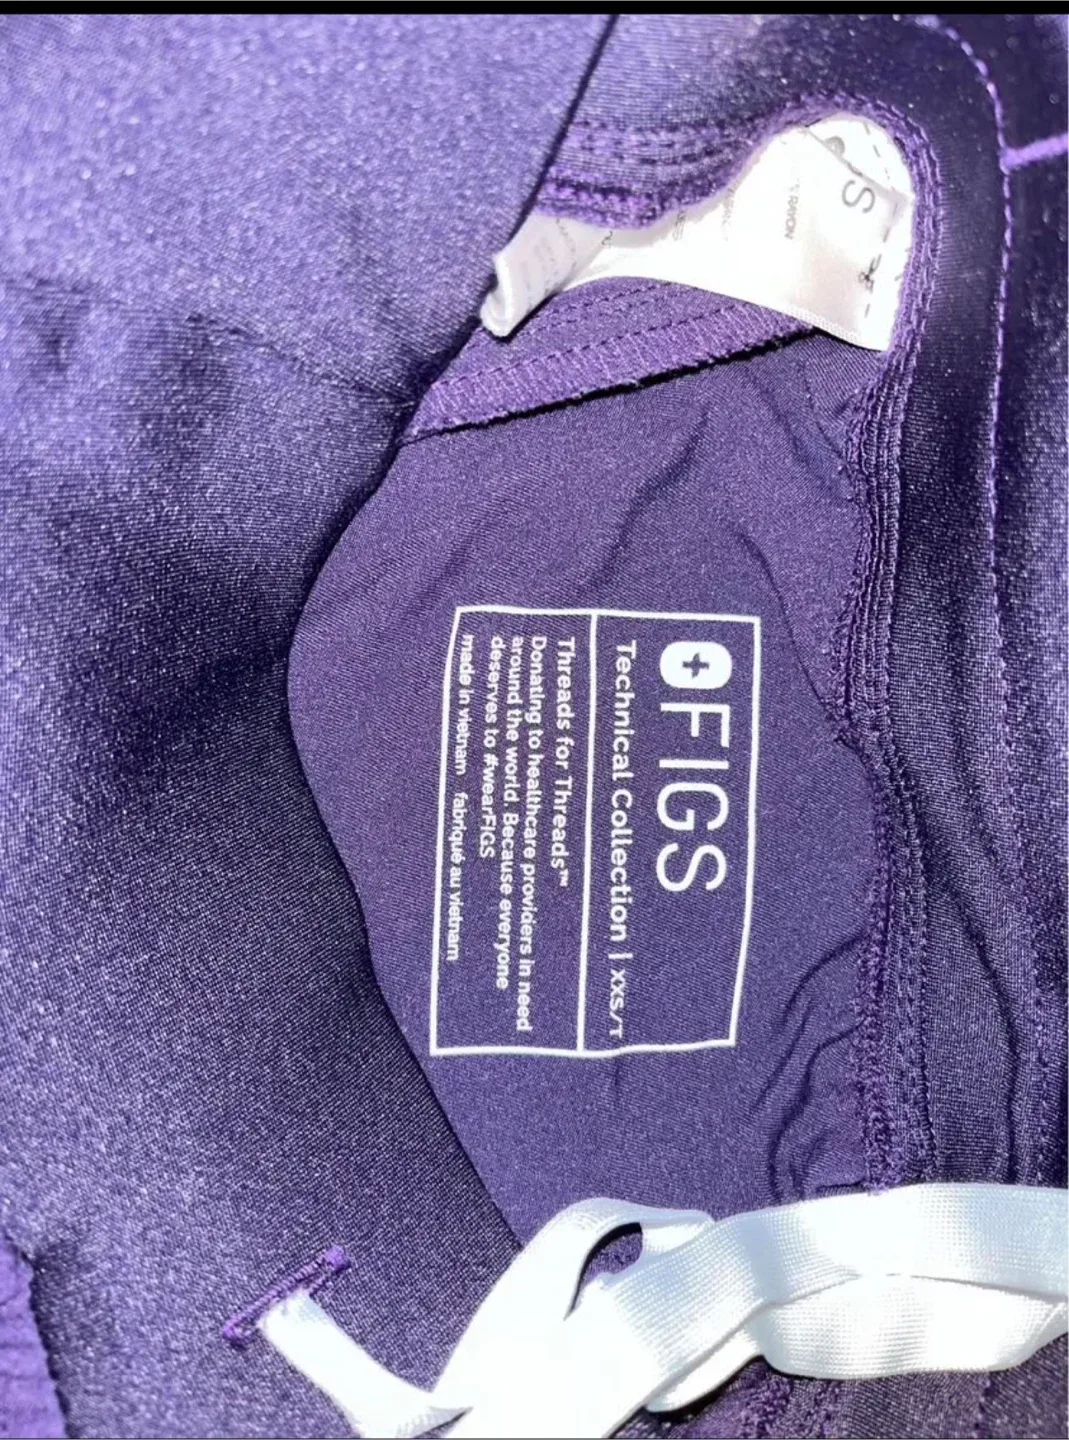 FIGS
Technical Collection | XXS/T
Threads for Threads™
Donating to healthcare providers in need
around the world. Because everyone
deserves to #wearFIGS
made in vietnam fabriqué au vietnam
RAYON